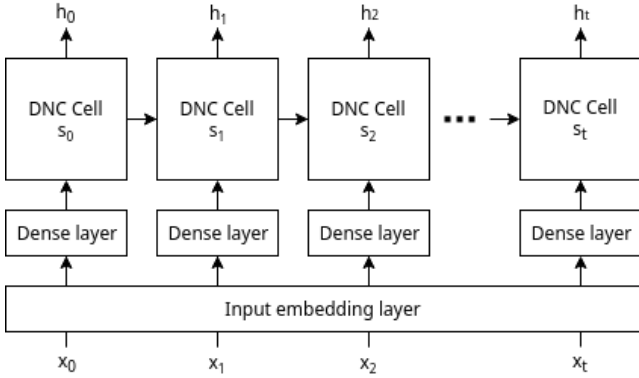 h₀ h₁ h₂ hₜ
DNC Cell DNC Cell DNC Cell DNC Cell
s₀ s₁ s₂ ... sₜ
Dense layer Dense layer Dense layer Dense layer
Input embedding layer
x₀ x₁ x₂ xₜ